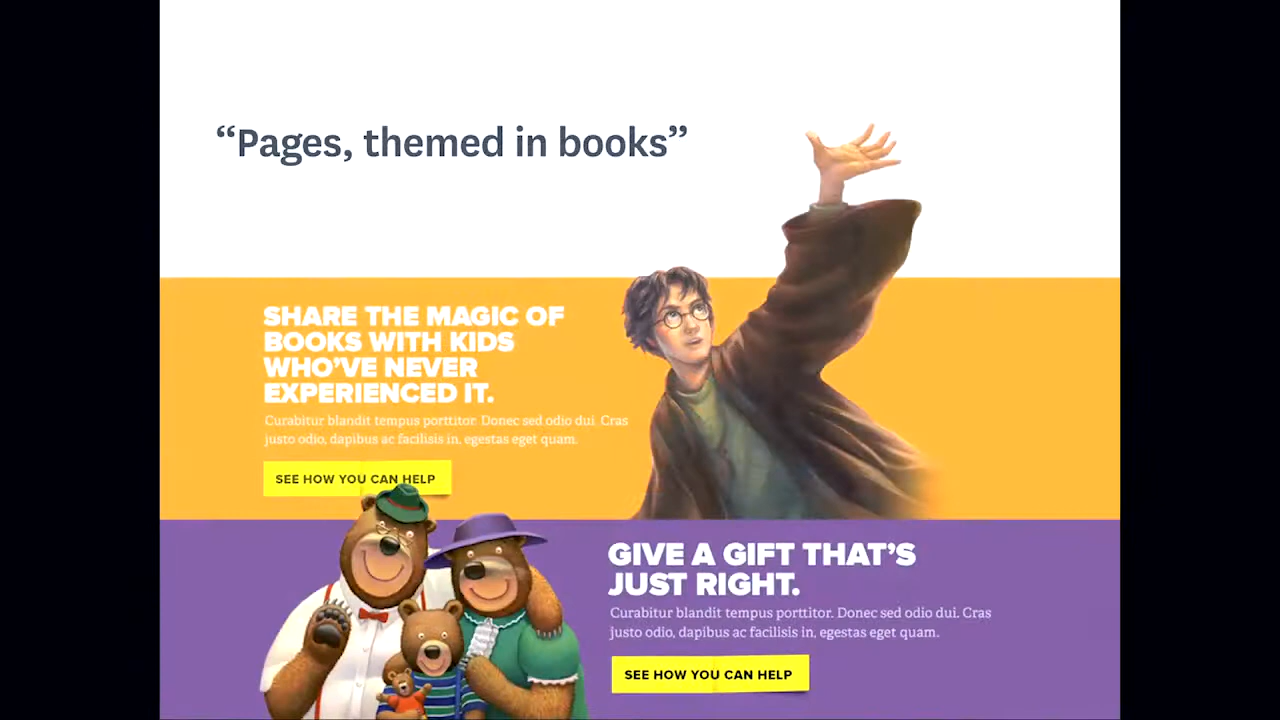 “Pages, themed in books”
SHARE THE MAGIC OF
BOOKS WITH KIDS
WHO’VE NEVER
EXPERIENCED IT.
Curabitur blandit tempus porttitor. Donec sed odio dui. Cras
justo odio, dapibus ac facilisis in, egestas eget quam.
SEE HOW YOU CAN HELP
GIVE A GIFT THAT’S
JUST RIGHT.
Curabitur blandit tempus porttitor. Donec sed odio dui. Cras
justo odio, dapibus ac facilisis in, egestas eget quam.
SEE HOW YOU CAN HELP